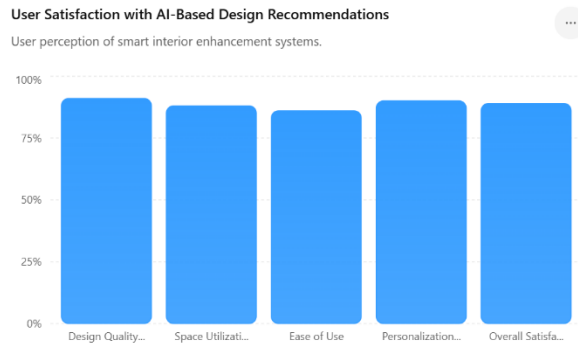 User Satisfaction with AI-Based Design Recommendations
...
User perception of smart interior enhancement systems.
100%
75%
50%
25%
0%
Design Quality...
Space Utilizati...
Ease of Use
Personalization...
Overall Satisfa...